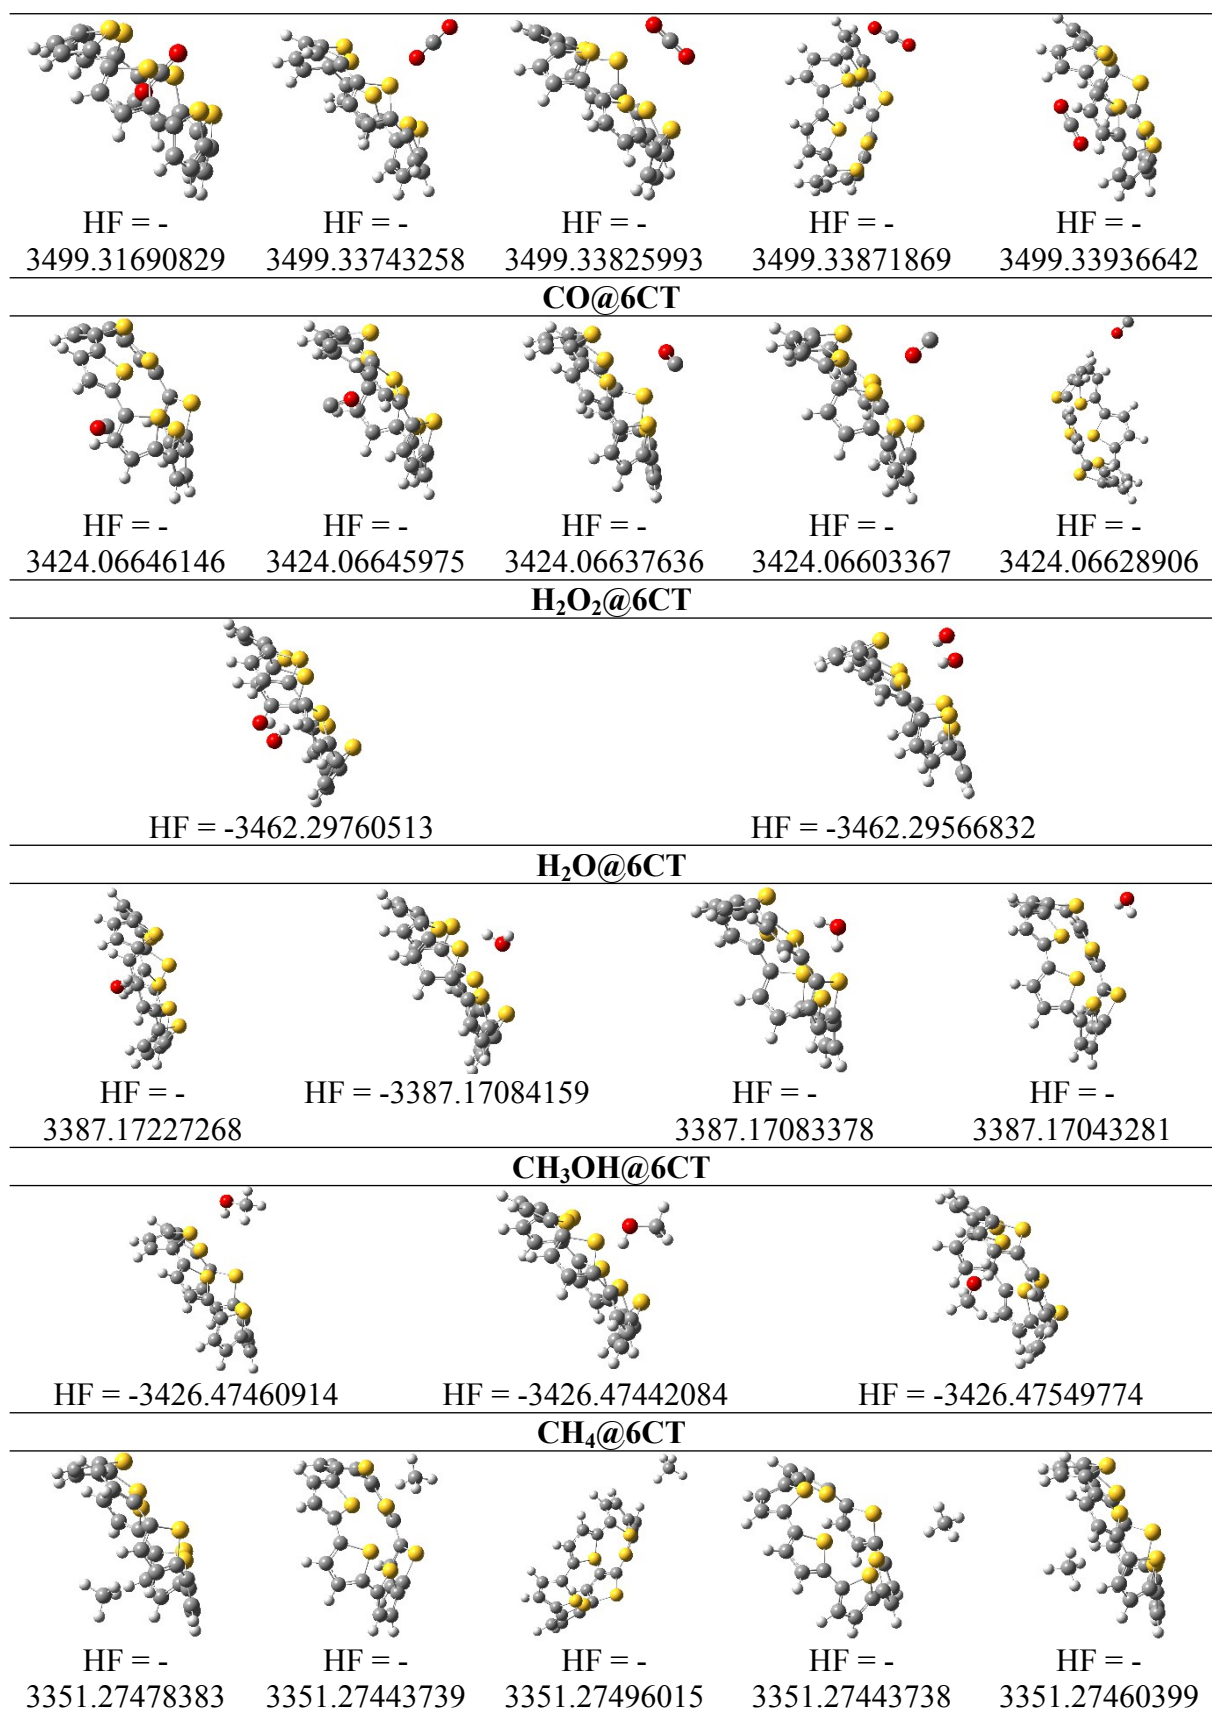 HF = - HF = - HF = - HF = - HF = -
3499.31690829 3499.33743258 3499.33825993 3499.33871869 3499.33936642
CO@6CT
HF = - HF = - HF = - HF = - HF = -
3424.06646146 3424.06645975 3424.06637636 3424.06603367 3424.06628906
H₂O₂@6CT
HF = -3462.29760513 HF = -3462.29566832
H₂O@6CT
HF = - HF = -3387.17084159 HF = - HF = -
3387.17227268 3387.17083378 3387.17043281
CH₃OH@6CT
HF = -3426.47460914 HF = -3426.47442084 HF = -3426.47549774
CH₄@6CT
HF = - HF = - HF = - HF = - HF = -
3351.27478383 3351.27443739 3351.27496015 3351.27443738 3351.27460399